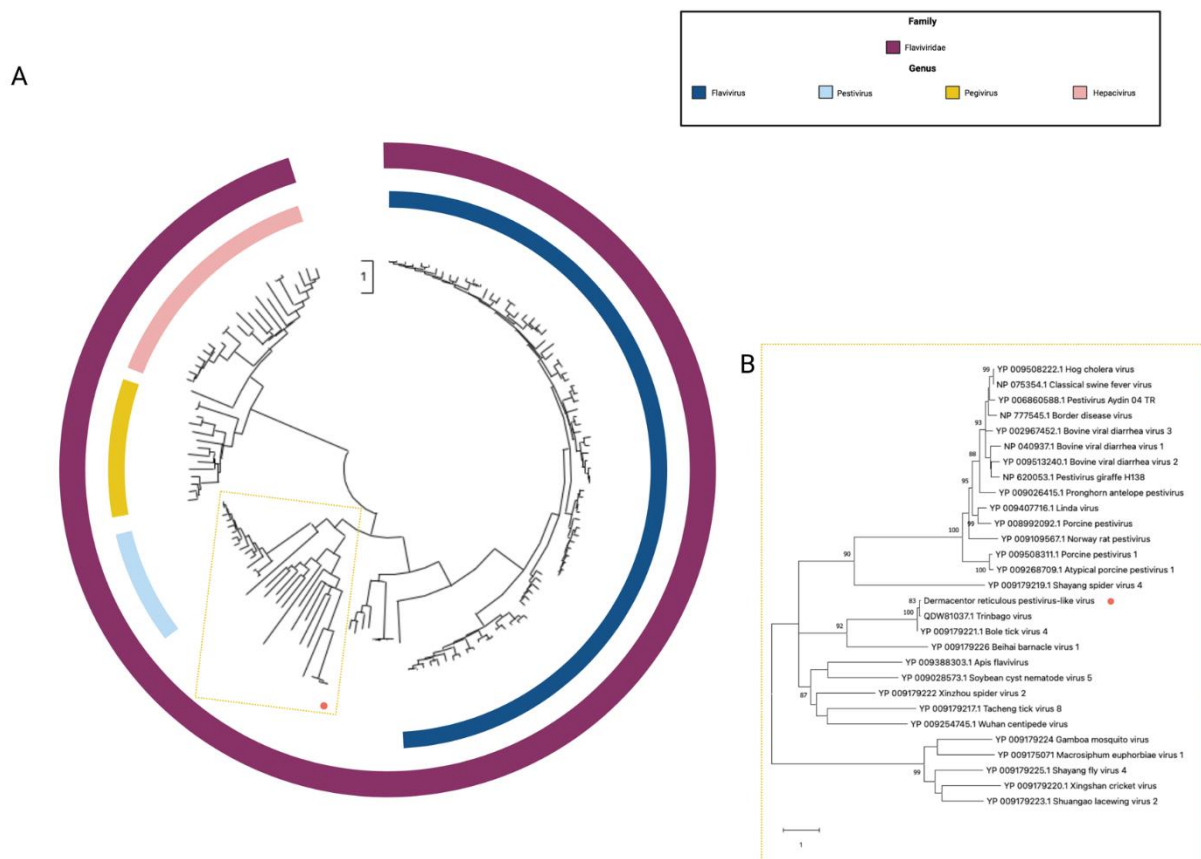 Family
Flaviviridae
Genus
Flavivirus
Pestivirus
Pegivirus
Hepacivirus
A
1
B
99 YP 009508222.1 Hog cholera virus
NP 075354.1 Classical swine fever virus
YP 006860588.1 Pestivirus Aydin 04 TR
NP 777545.1 Border disease virus
93 YP 002967452.1 Bovine viral diarrhea virus 3
NP 040937.1 Bovine viral diarrhea virus 1
88 YP 009513240.1 Bovine viral diarrhea virus 2
NP 620053.1 Pestivirus giraffe H138
95 YP 009026415.1 Pronghorn antelope pestivirus
YP 009407716.1 Linda virus
99 YP 008992092.1 Porcine pestivirus
100 YP 009109567.1 Norway rat pestivirus
90 YP 009508311.1 Porcine pestivirus 1
100 YP 009268709.1 Atypical porcine pestivirus 1
YP 009179219.1 Shayang spider virus 4
83 Dermacentor reticulous pestivirus-like virus
100 QDW81037.1 Trinbago virus
92 YP 009179221.1 Bole tick virus 4
YP 009179226 Beihai barnacle virus 1
YP 009388303.1 Apis flavivirus
YP 009028573.1 Soybean cyst nematode virus 5
87 YP 009179222 Xinzhou spider virus 2
YP 009179217.1 Tacheng tick virus 8
YP 009254745.1 Wuhan centipede virus
YP 009179224 Gamboa mosquito virus
YP 009175071 Macrosiphum euphorbiae virus 1
99 YP 009179225.1 Shayang fly virus 4
YP 009179220.1 Xingshan cricket virus
YP 009179223.1 Shuangao lacewing virus 2
1